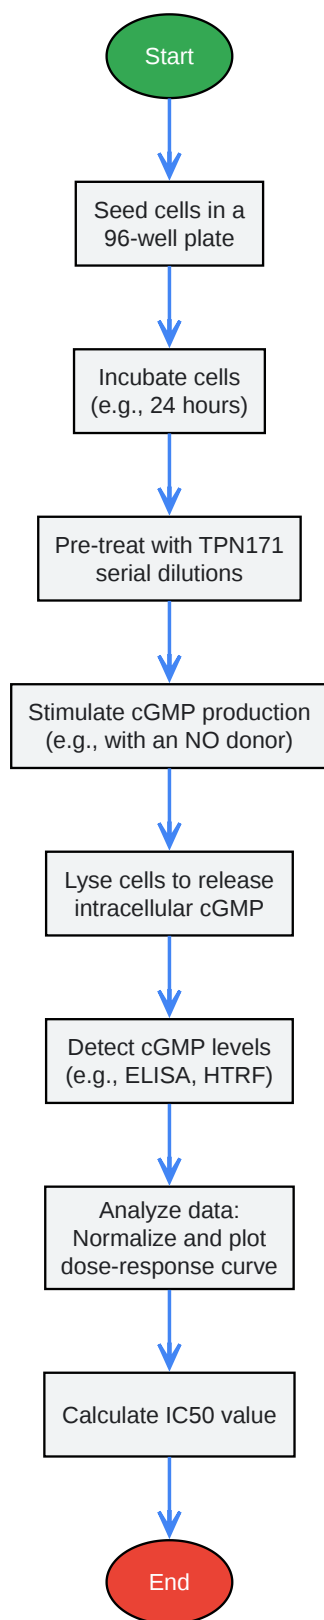 Start
Seed cells in a
96-well plate
Incubate cells
(e.g., 24 hours)
Pre-treat with TPN171
serial dilutions
Stimulate cGMP production
(e.g., with an NO donor)
Lyse cells to release
intracellular cGMP
Detect cGMP levels
(e.g., ELISA, HTRF)
Analyze data:
Normalize and plot
dose-response curve
Calculate IC50 value
End